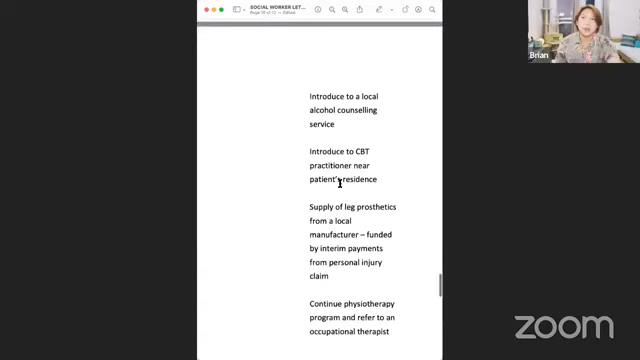 SOCIAL WORKER LET...
Page 10 of 12 — Edited
Introduce to a local
alcohol counselling
service
Introduce to CBT
practitioner near
patient's residence
Supply of leg prosthetics
from a local
manufacturer – funded
by interim payments
from personal injury
claim
Continue physiotherapy
program and refer to an
occupational therapist
Brian
zoom